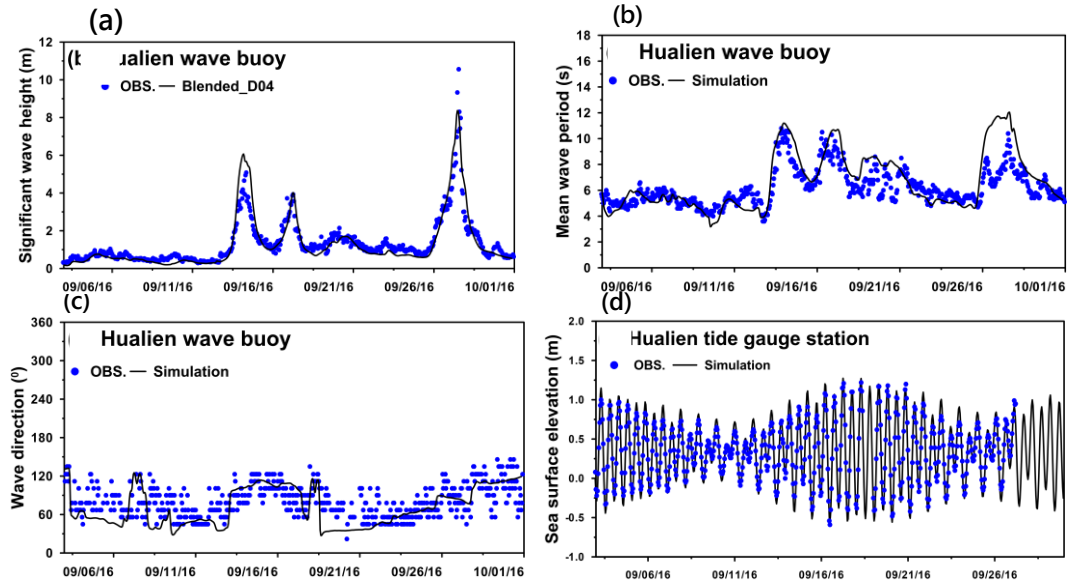 (a)
(b ualien wave buoy
OBS. Blended_D04
Significant wave height (m)
12
10
8
6
4
2
0
09/06/16 09/11/16 09/16/16 09/21/16 09/26/16 10/01/16
(b)
Hualien wave buoy
OBS. Simulation
Mean wave period (s)
18
16
14
12
10
8
6
4
2
0
09/06/16 09/11/16 09/16/16 09/21/16 09/26/16 10/01/16
(c)
Hualien wave buoy
OBS. Simulation
Wave direction (⁰)
360
300
240
180
120
60
0
09/06/16 09/11/16 09/16/16 09/21/16 09/26/16 10/01/16
(d)
Hualien tide gauge station
OBS. Simulation
Sea surface elevation (m)
2.0
1.5
1.0
0.5
0.0
-0.5
-1.0
09/06/16 09/11/16 09/16/16 09/21/16 09/26/16